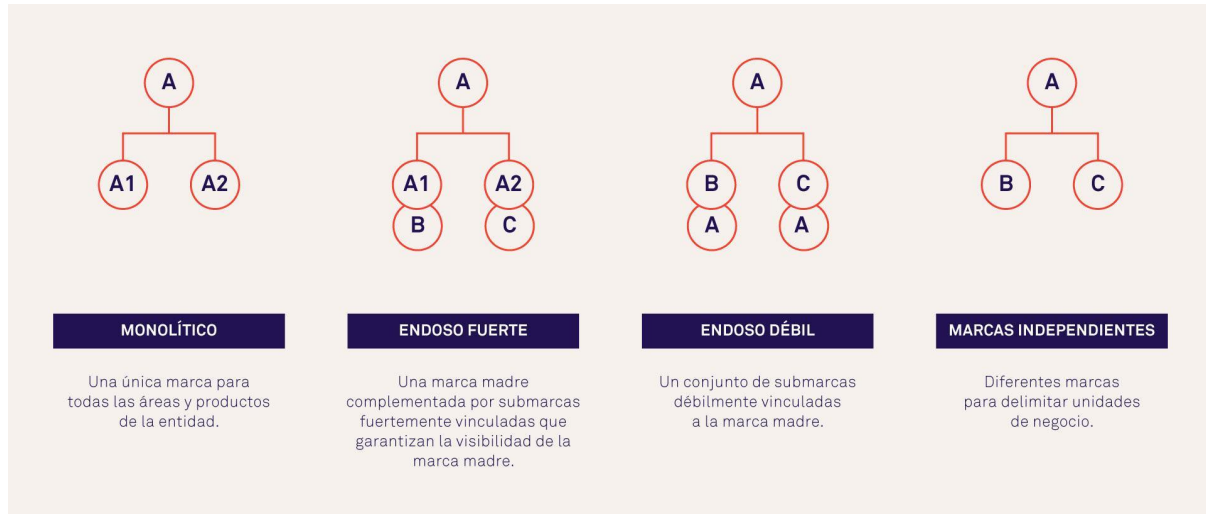 A
A1
A2
MONOLÍTICO
Una única marca para
todas las áreas y productos
de la entidad.
A
A1
A2
B
C
ENDOSO FUERTE
Una marca madre
complementada por submarcas
fuertemente vinculadas que
garantizan la visibilidad de la
marca madre.
A
B
C
A
A
ENDOSO DÉBIL
Un conjunto de submarcas
débilmente vinculadas
a la marca madre.
A
B
C
MARCAS INDEPENDIENTES
Diferentes marcas
para delimitar unidades
de negocio.